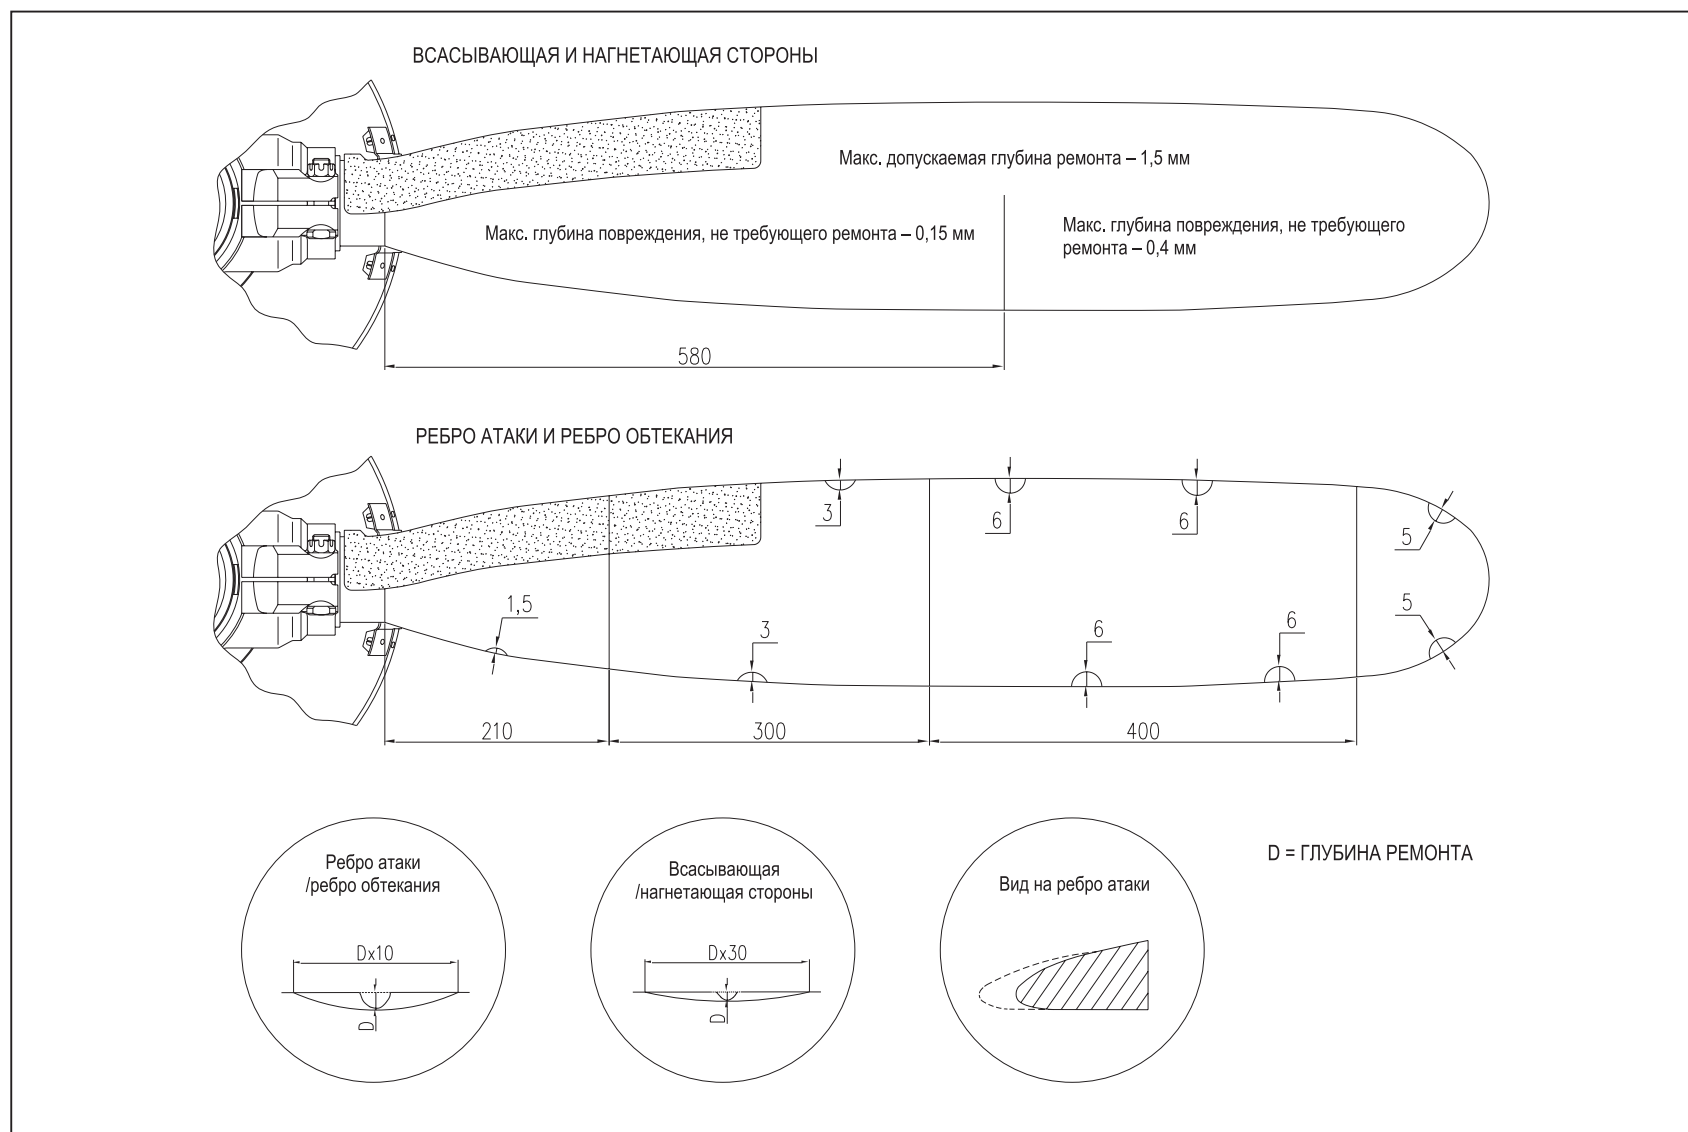 ВСАСЫВАЮЩАЯ И НАГНЕТАЮЩАЯ СТОРОНЫ
Макс. допускаемая глубина ремонта – 1,5 мм
Макс. глубина повреждения, не требующего ремонта – 0,15 мм
Макс. глубина повреждения, не требующего
ремонта – 0,4 мм
580
РЕБРО АТАКИ И РЕБРО ОБТЕКАНИЯ
3
6
6
5
1,5
3
6
6
5
210
300
400
Ребро атаки
/ребро обтекания
Dx10
D
Всасывающая
/нагнетающая стороны
Dx30
D
Вид на ребро атаки
D = ГЛУБИНА РЕМОНТА